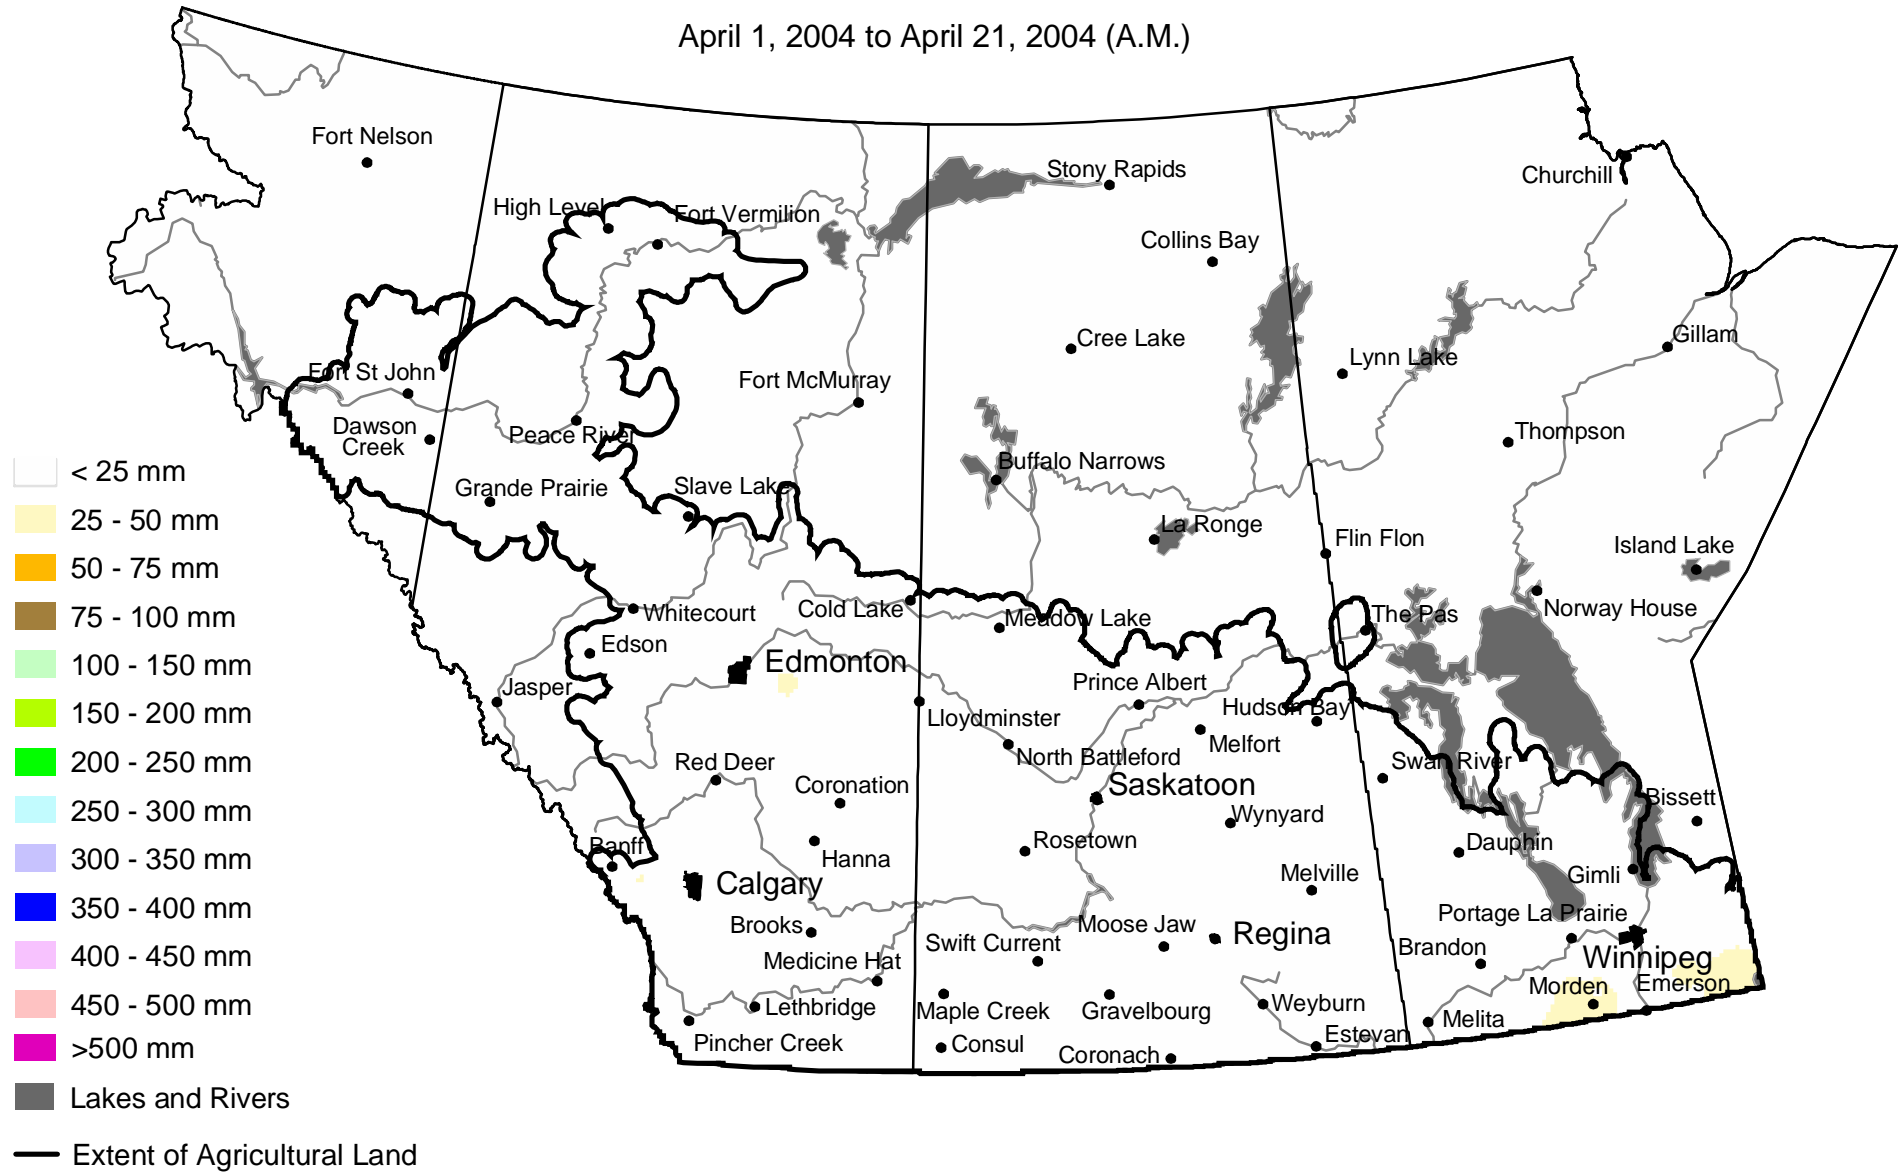 April 1, 2004 to April 21, 2004 (A.M.)
Fort Nelson
Stony Rapids
Churchill
High Level
Fort Vermilion
Collins Bay
Cree Lake
Gillam
Lynn Lake
Fort St John
Fort McMurray
Dawson
Creek
Peace River
Thompson
Buffalo Narrows
Grande Prairie
Slave Lake
La Ronge
Flin Flon
Island Lake
Whitecourt
Cold Lake
Meadow Lake
The Pas
Norway House
Edson
Edmonton
Jasper
Prince Albert
Hudson Bay
Lloydminster
Melfort
North Battleford
Red Deer
Swan River
Coronation
Saskatoon
Bissett
Wynyard
Banff
Hanna
Rosetown
Dauphin
Calgary
Melville
Gimli
Brooks
Moose Jaw
Portage La Prairie
Swift Current
Regina
Brandon
Winnipeg
Medicine Hat
Morden
Emerson
Lethbridge
Maple Creek
Gravelbourg
Weyburn
Melita
Pincher Creek
Consul
Coronach
Estevan
< 25 mm
25 - 50 mm
50 - 75 mm
75 - 100 mm
100 - 150 mm
150 - 200 mm
200 - 250 mm
250 - 300 mm
300 - 350 mm
350 - 400 mm
400 - 450 mm
450 - 500 mm
>500 mm
Lakes and Rivers
Extent of Agricultural Land